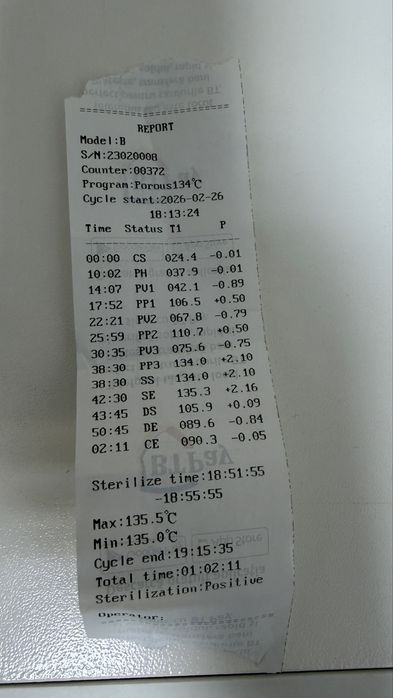 REPORT
Model:B
S/N:23020008
Counter:00372
Program:Porous134℃
Cycle start:2026-02-26
18:13:24
Time Status T1 P
00:00 CS 024.4 -0.01
10:02 PH 037.9 -0.01
14:07 PV1 042.1 -0.89
17:52 PP1 106.5 +0.50
22:21 PV2 067.8 -0.79
25:59 PP2 110.7 +0.50
30:35 PV3 075.6 -0.75
38:30 PP3 134.0 +2.10
38:30 SS 134.0 +2.10
42:30 SE 135.3 +2.16
43:45 DS 105.9 +0.09
50:45 DE 089.6 -0.84
02:11 CE 090.3 -0.05
Sterilize time:18:51:55
-18:55:55
Max:135.5℃
Min:135.0℃
Cycle end:19:15:35
Total time:01:02:11
Sterilization:Positive
Operator:
BTPay
App Store